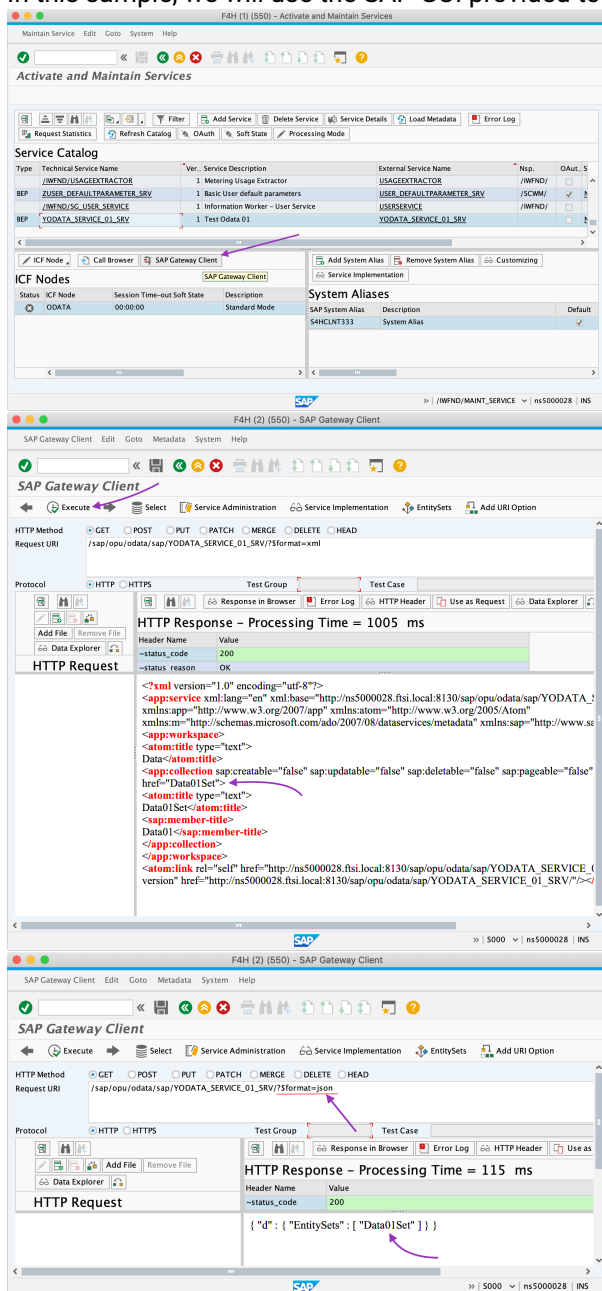 In this sample, we will use the SAP GUI provided to
F4H (1) (550) - Activate and Maintain Services
Maintain Service Edit Goto System Help
Activate and Maintain Services
Filter Add Service Delete Service Service Details Load Metadata Error Log
Request Statistics Refresh Catalog OAuth Soft State Processing Mode
Service Catalog
Type Technical Service Name Ver.. Service Description External Service Name Nsp. OAut.. S
/IWFND/USAGEEXTRACTOR 1 Metering Usage Extractor USAGEEXTRACTOR /IWFND/
BEP ZUSER_DEFAULTPARAMETER_SRV 1 Basic User default parameters USER_DEFAULTPARAMETER_SRV /SCWM/
/IWFND/SG_USER_SERVICE 1 Information Worker - User Service USERSERVICE /IWFND/
BEP YODATA_SERVICE_01_SRV 1 Test Odata 01 YODATA_SERVICE_01_SRV
ICF Node Call Browser SAP Gateway Client Add System Alias Remove System Alias Customizing
ICF Nodes SAP Gateway Client Service Implementation
Status ICF Node Session Time-out Soft State Description System Aliases
ODATA 00:00:00 Standard Mode SAP System Alias Description Default
S4HCLNT333 System Alias
SAP » /IWFND/MAINT_SERVICE ns5000028 INS
F4H (2) (550) - SAP Gateway Client
SAP Gateway Client Edit Goto Metadata System Help
SAP Gateway Client
Execute Select Service Administration Service Implementation EntitySets Add URI Option
HTTP Method GET POST PUT PATCH MERGE DELETE HEAD
Request URI /sap/opu/odata/sap/YODATA_SERVICE_01_SRV/?$format=xml
Protocol HTTP HTTPS Test Group Test Case
Response in Browser Error Log HTTP Header Use as Request Data Explorer
Add File Remove File HTTP Response - Processing Time = 1005 ms
Data Explorer Header Name Value
~status_code 200
HTTP Request ~status_reason OK
<?xml version="1.0" encoding="utf-8"?>
<app:service xml:lang="en" xml:base="http://ns5000028.ftsi.local:8130/sap/opu/odata/sap/YODATA_S
xmlns:app="http://www.w3.org/2007/app" xmlns:atom="http://www.w3.org/2005/Atom"
xmlns:m="http://schemas.microsoft.com/ado/2007/08/dataservices/metadata" xmlns:sap="http://www.sa
<app:workspace>
<atom:title type="text">
Data</atom:title>
<app:collection sap:creatable="false" sap:updatable="false" sap:deletable="false" sap:pageable="false"
href="Data01Set">
<atom:title type="text">
Data01Set</atom:title>
<sap:member-title>
Data01</sap:member-title>
</app:collection>
</app:workspace>
<atom:link rel="self" href="http://ns5000028.ftsi.local:8130/sap/opu/odata/sap/YODATA_SERVICE_0
version" href="http://ns5000028.ftsi.local:8130/sap/opu/odata/sap/YODATA_SERVICE_01_SRV/"/></
SAP » S000 ns5000028 INS
F4H (2) (550) - SAP Gateway Client
SAP Gateway Client Edit Goto Metadata System Help
SAP Gateway Client
Execute Select Service Administration Service Implementation EntitySets Add URI Option
HTTP Method GET POST PUT PATCH MERGE DELETE HEAD
Request URI /sap/opu/odata/sap/YODATA_SERVICE_01_SRV/?$format=json
Protocol HTTP HTTPS Test Group Test Case
Response in Browser Error Log HTTP Header Use as
Add File Remove File HTTP Response - Processing Time = 115 ms
Data Explorer Header Name Value
HTTP Request ~status_code 200
{ "d" : { "EntitySets" : [ "Data01Set" ] } }
SAP » S000 ns5000028 INS